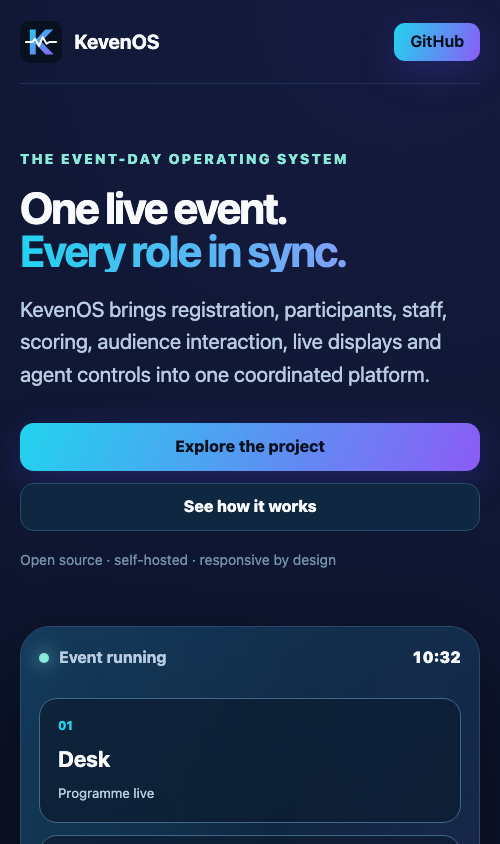 KevenOS
GitHub
THE EVENT-DAY OPERATING SYSTEM
One live event.
Every role in sync.
KevenOS brings registration, participants, staff,
scoring, audience interaction, live displays and
agent controls into one coordinated platform.
Explore the project
See how it works
Open source · self-hosted · responsive by design
Event running
10:32
01
Desk
Programme live